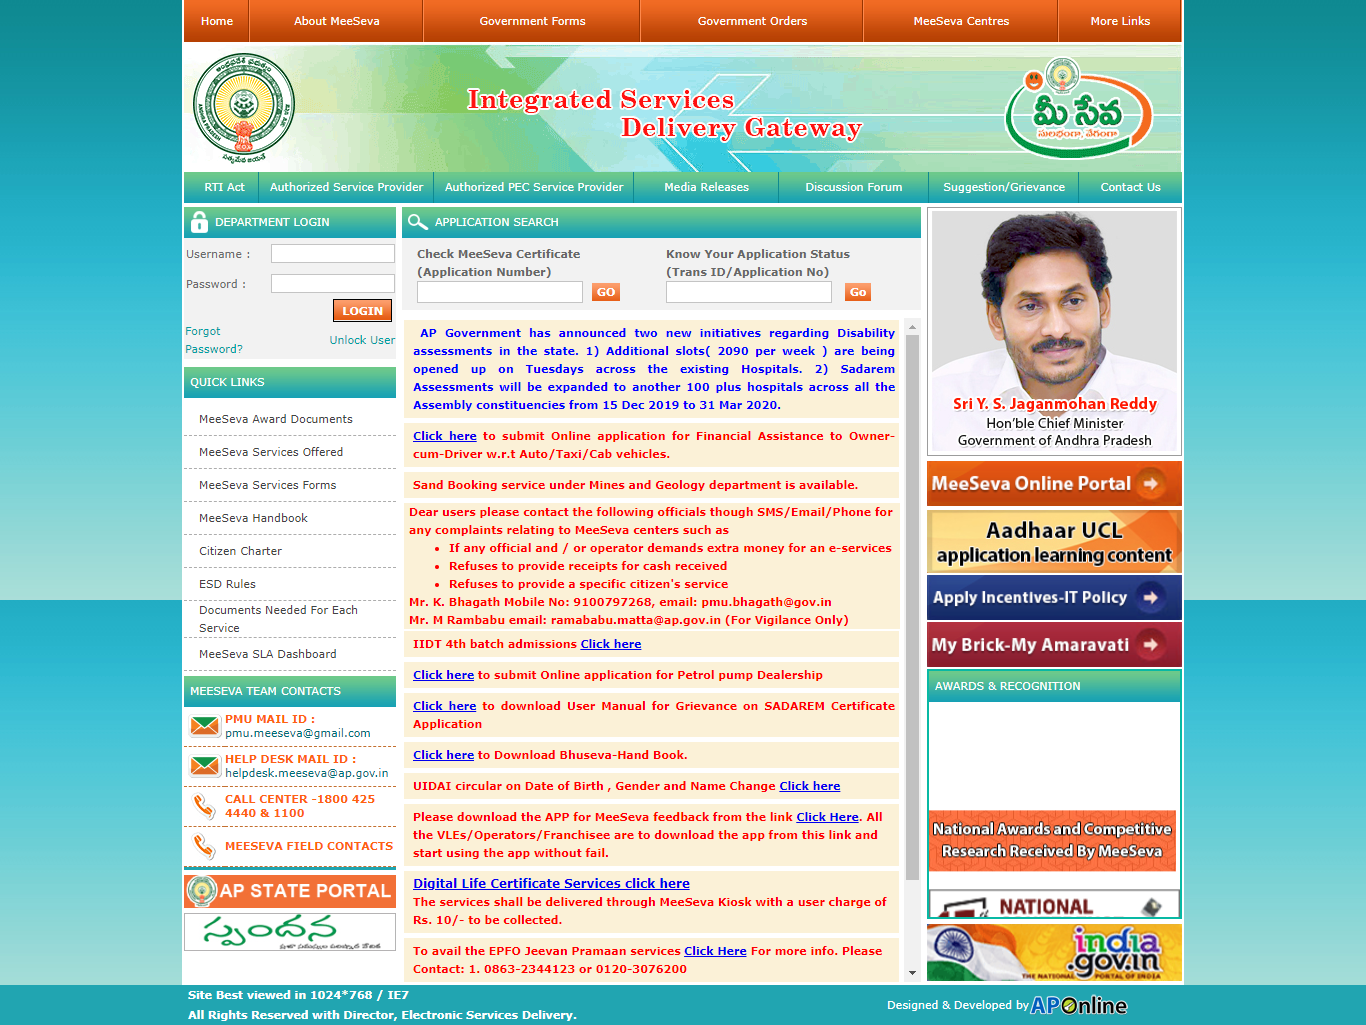 Home
About MeeSeva
Government Forms
Government Orders
MeeSeva Centres
More Links
Integrated Services
Delivery Gateway
మీ సేవ
సులభంగా, వేగంగా
RTI Act
Authorized Service Provider
Authorized PEC Service Provider
Media Releases
Discussion Forum
Suggestion/Grievance
Contact Us
DEPARTMENT LOGIN
Username :
Password :
LOGIN
Forgot
Password?
Unlock User
QUICK LINKS
MeeSeva Award Documents
MeeSeva Services Offered
MeeSeva Services Forms
MeeSeva Handbook
Citizen Charter
ESD Rules
Documents Needed For Each
Service
MeeSeva SLA Dashboard
MEESEVA TEAM CONTACTS
PMU MAIL ID :
pmu.meeseva@gmail.com
HELP DESK MAIL ID :
helpdesk.meeseva@ap.gov.in
CALL CENTER -1800 425
4440 & 1100
MEESEVA FIELD CONTACTS
AP STATE PORTAL
స్పందన
APPLICATION SEARCH
Check MeeSeva Certificate
(Application Number)
GO
Know Your Application Status
(Trans ID/Application No)
Go
AP Government has announced two new initiatives regarding Disability
assessments in the state. 1) Additional slots( 2090 per week ) are being
opened up on Tuesdays across the existing Hospitals. 2) Sadarem
Assessments will be expanded to another 100 plus hospitals across all the
Assembly constituencies from 15 Dec 2019 to 31 Mar 2020.
Click here to submit Online application for Financial Assistance to Owner-
cum-Driver w.r.t Auto/Taxi/Cab vehicles.
Sand Booking service under Mines and Geology department is available.
Dear users please contact the following officials though SMS/Email/Phone for
any complaints relating to MeeSeva centers such as
• If any official and / or operator demands extra money for an e-services
• Refuses to provide receipts for cash received
• Refuses to provide a specific citizen's service
Mr. K. Bhagath Mobile No: 9100797268, email: pmu.bhagath@gov.in
Mr. M Rambabu email: ramababu.matta@ap.gov.in (For Vigilance Only)
IIDT 4th batch admissions Click here
Click here to submit Online application for Petrol pump Dealership
Click here to download User Manual for Grievance on SADAREM Certificate
Application
Click here to Download Bhuseva-Hand Book.
UIDAI circular on Date of Birth , Gender and Name Change Click here
Please download the APP for MeeSeva feedback from the link Click Here. All
the VLEs/Operators/Franchisee are to download the app from this link and
start using the app without fail.
Digital Life Certificate Services click here
The services shall be delivered through MeeSeva Kiosk with a user charge of
Rs. 10/- to be collected.
To avail the EPFO Jeevan Pramaan services Click Here For more info. Please
Contact: 1. 0863-2344123 or 0120-3076200
Sri Y. S. Jaganmohan Reddy
Hon'ble Chief Minister
Government of Andhra Pradesh
MeeSeva Online Portal
Aadhaar UCL
application learning content
Apply Incentives-IT Policy
My Brick-My Amaravati
AWARDS & RECOGNITION
National Awards and Competitive
Research Received By MeeSeva
NATIONAL
india
.gov.in
THE NATIONAL PORTAL OF INDIA
Site Best viewed in 1024*768 / IE7
All Rights Reserved with Director, Electronic Services Delivery.
Designed & Developed by APOnline